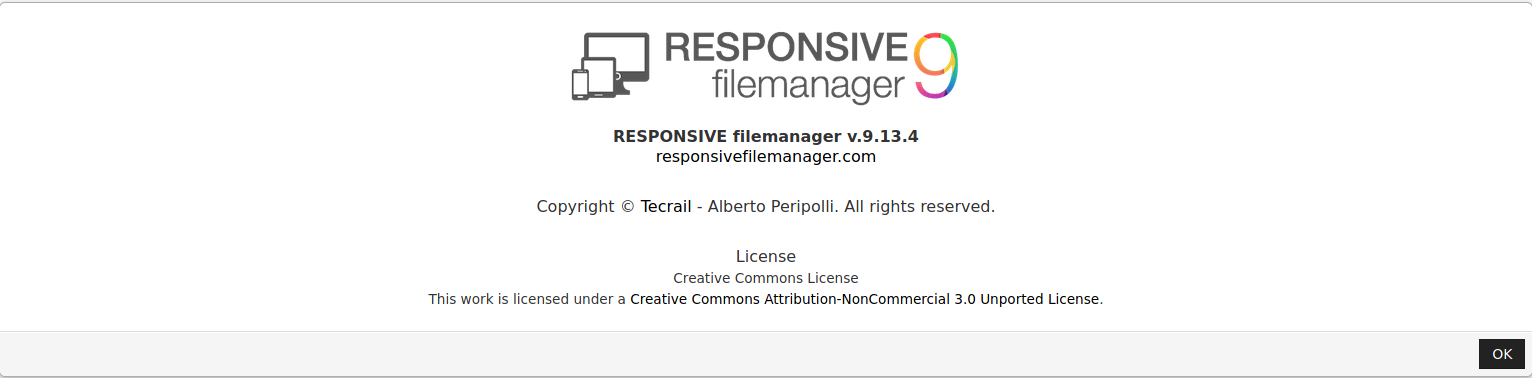 RESPONSIVE
filemanager 9
RESPONSIVE filemanager v.9.13.4
responsivefilemanager.com
Copyright © Tecrail - Alberto Peripolli. All rights reserved.
License
Creative Commons License
This work is licensed under a Creative Commons Attribution-NonCommercial 3.0 Unported License.
OK